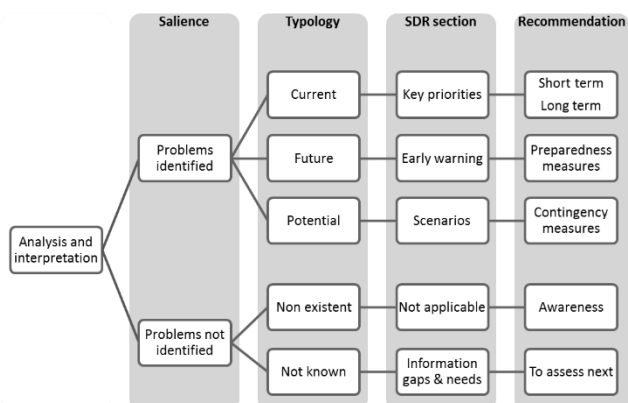 Salience
Typology
SDR section
Recommendation
Current
Key priorities
Short term
Long term
Problems
identified
Future
Early warning
Preparedness
measures
Potential
Scenarios
Contingency
measures
Analysis and
interpretation
Problems not
identified
Non existent
Not applicable
Awareness
Not known
Information
gaps & needs
To assess next